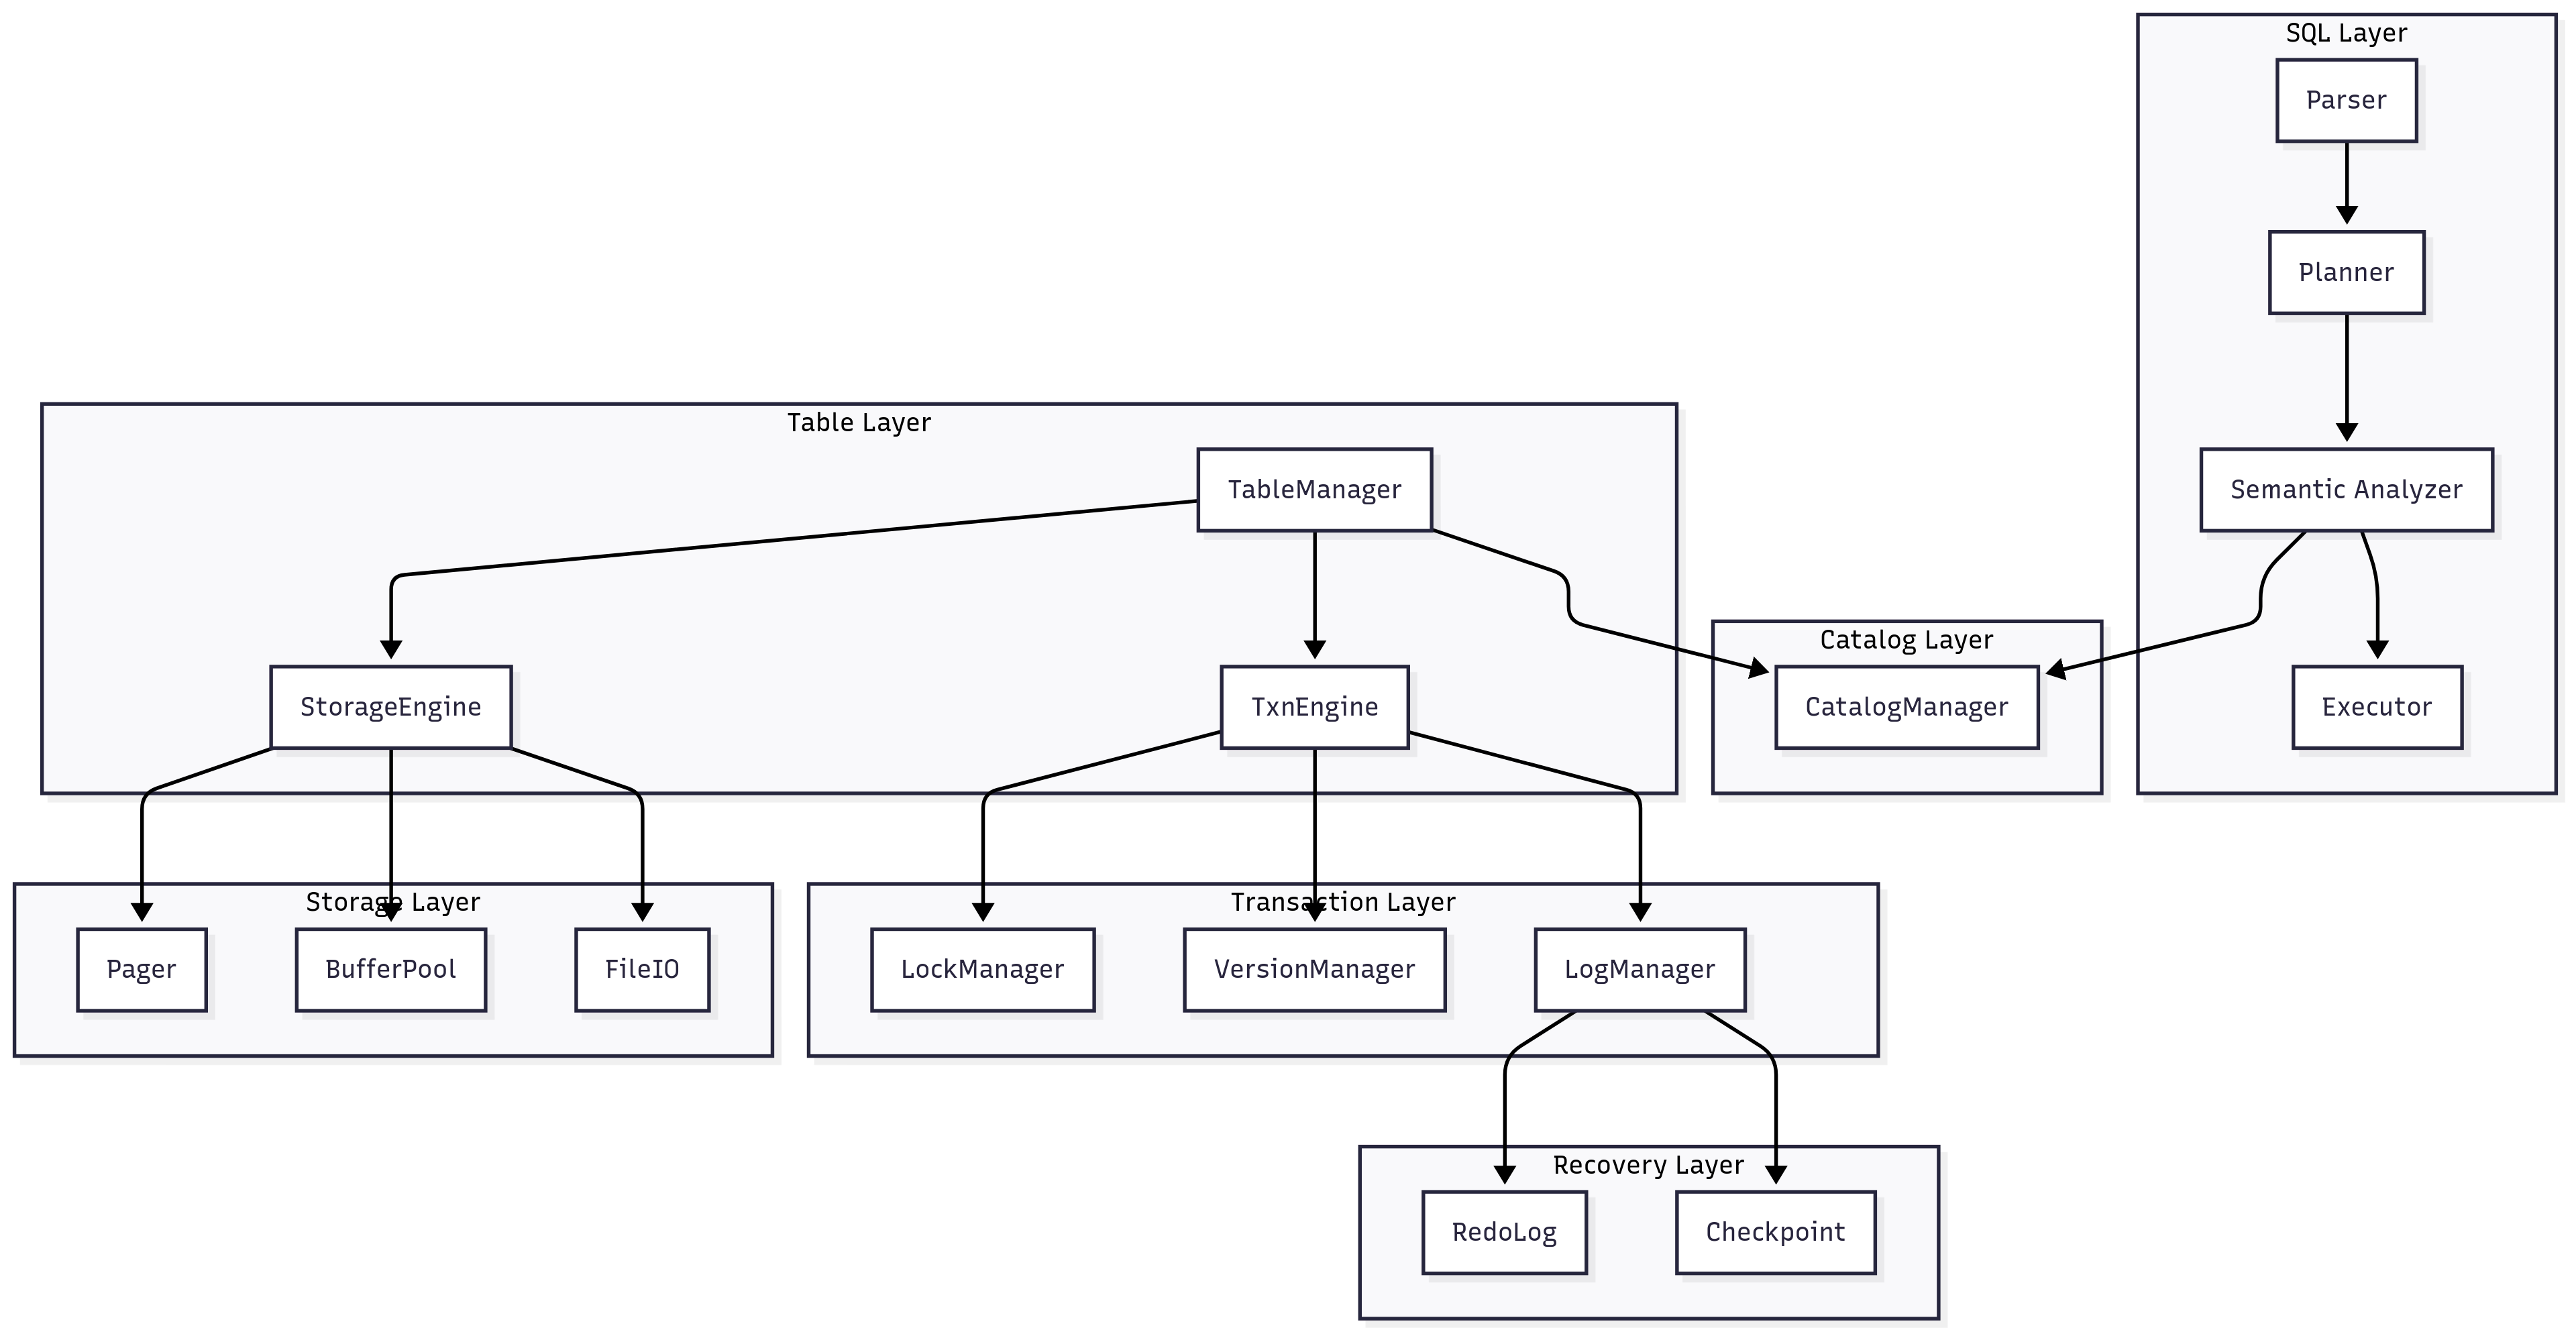 SQL Layer
Parser
Planner
Table Layer
TableManager
Semantic Analyzer
Catalog Layer
StorageEngine
TxnEngine
CatalogManager
Executor
Storage Layer
Transaction Layer
Pager
BufferPool
FileIO
LockManager
VersionManager
LogManager
Recovery Layer
RedoLog
Checkpoint